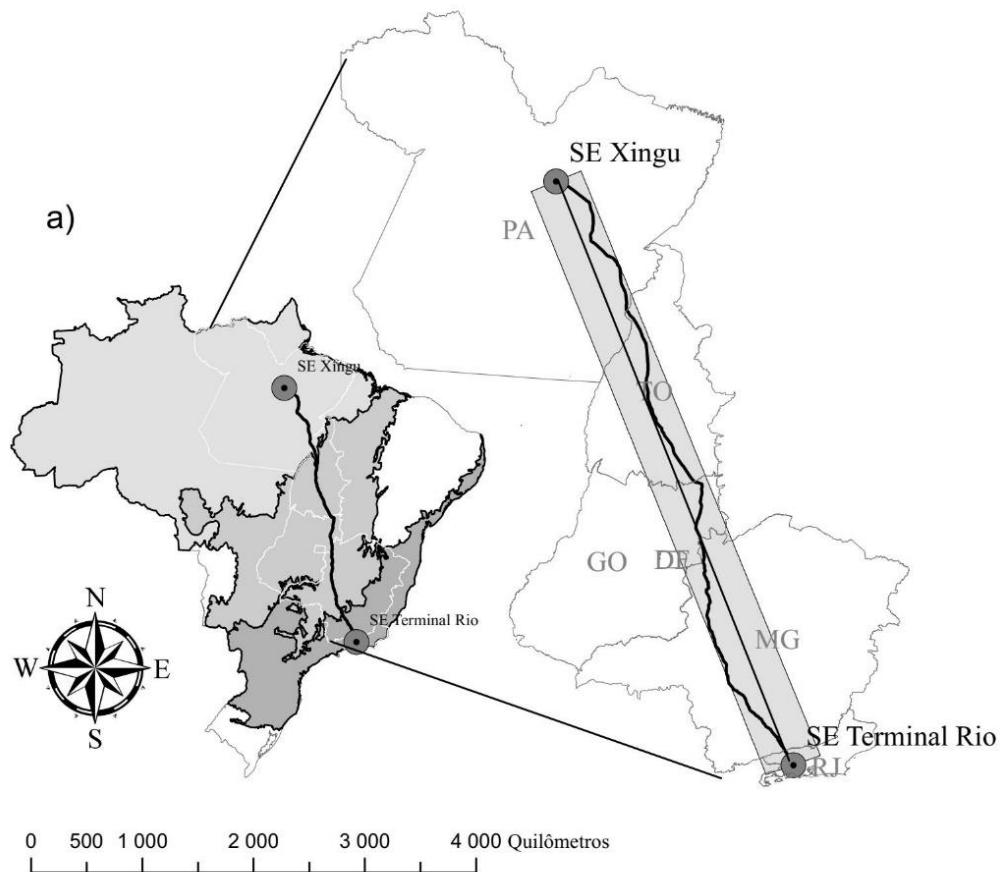 SE Xingu
a)
PA
SE Xingu
TO
GO
DF
SE Terminal Rio
MG
N
W E
S
SE Terminal Rio
RJ
0 500 1 000 2 000 3 000 4 000 Quilômetros